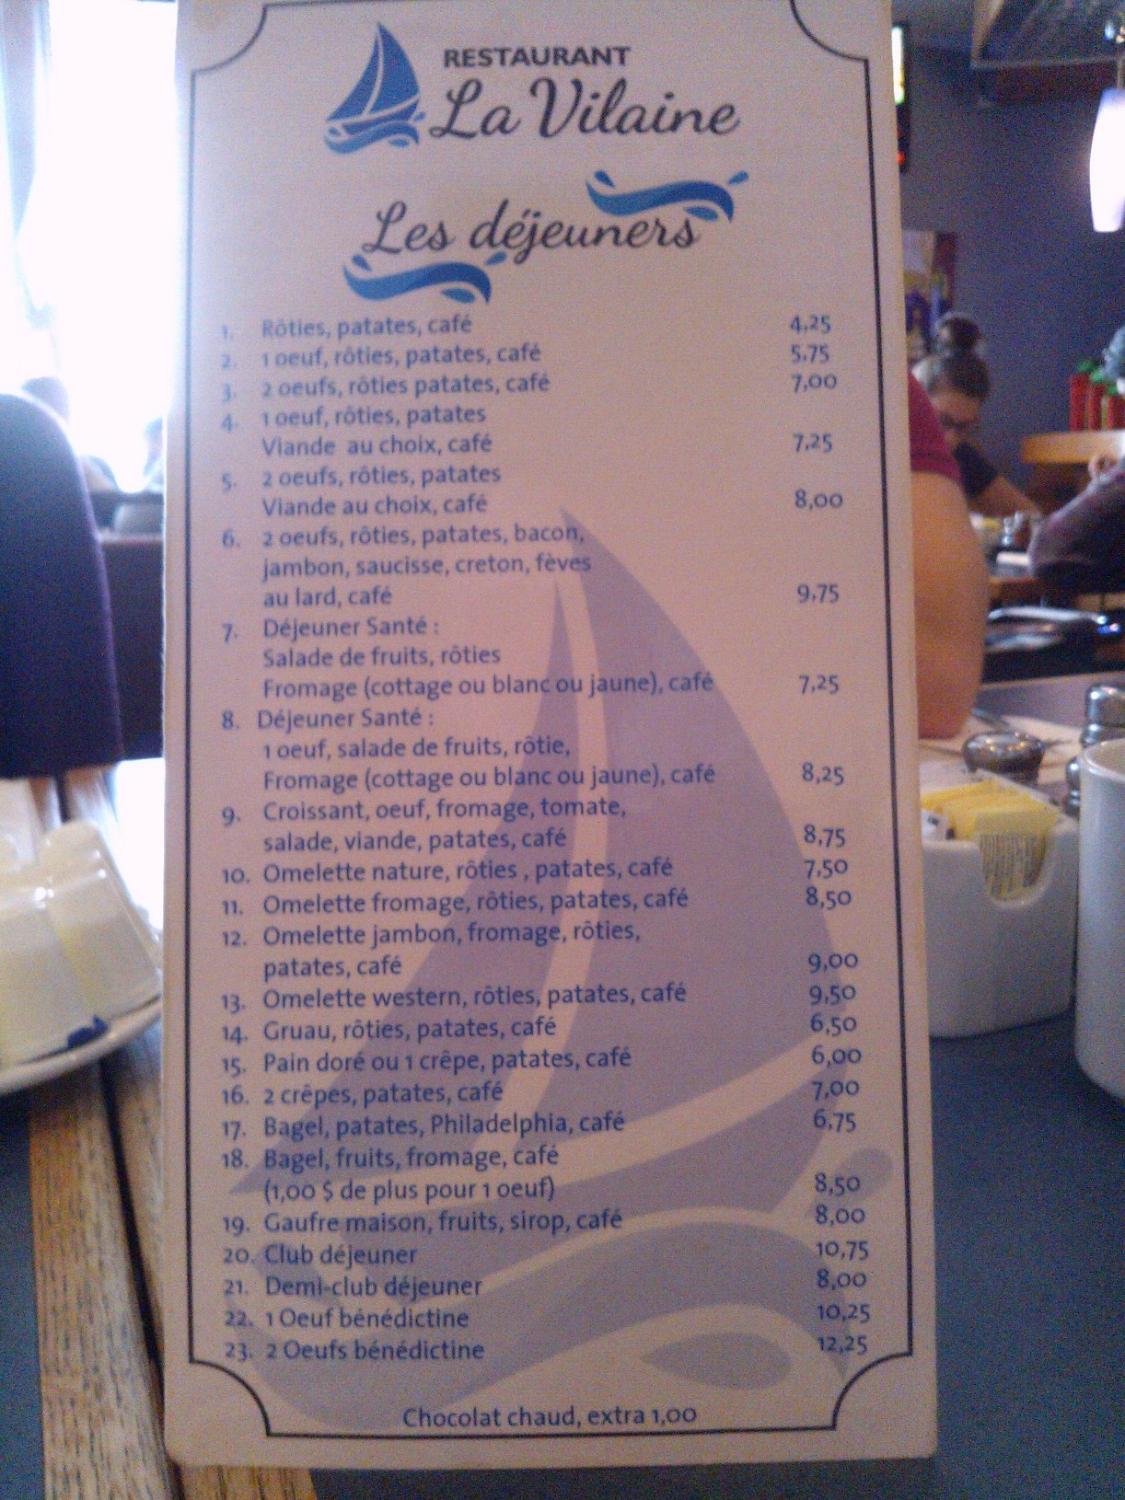 RESTAURANT
La Vilaine
Les déjeuners
1. Rôties, patates, café 4,25
2. 1 oeuf, rôties, patates, café 5,75
3. 2 oeufs, rôties patates, café 7,00
4. 1 oeuf, rôties, patates
Viande au choix, café 7,25
5. 2 oeufs, rôties, patates
Viande au choix, café 8,00
6. 2 oeufs, rôties, patates, bacon,
jambon, saucisse, creton, fèves
au lard, café 9,75
7. Déjeuner Santé :
Salade de fruits, rôties
Fromage (cottage ou blanc ou jaune), café 7,25
8. Déjeuner Santé :
1 oeuf, salade de fruits, rôtie,
Fromage (cottage ou blanc ou jaune), café 8,25
9. Croissant, oeuf, fromage, tomate,
salade, viande, patates, café 8,75
10. Omelette nature, rôties , patates, café 7,50
11. Omelette fromage, rôties, patates, café 8,50
12. Omelette jambon, fromage, rôties,
patates, café 9,00
13. Omelette western, rôties, patates, café 9,50
14. Gruau, rôties, patates, café 6,50
15. Pain doré ou 1 crêpe, patates, café 6,00
16. 2 crêpes, patates, café 7,00
17. Bagel, patates, Philadelphia, café 6,75
18. Bagel, fruits, fromage, café
(1,00 $ de plus pour 1 oeuf) 8,50
19. Gaufre maison, fruits, sirop, café 8,00
20. Club déjeuner 10,75
21. Demi-club déjeuner 8,00
22. 1 Oeuf bénédictine 10,25
23. 2 Oeufs bénédictine 12,25
Chocolat chaud, extra 1,00